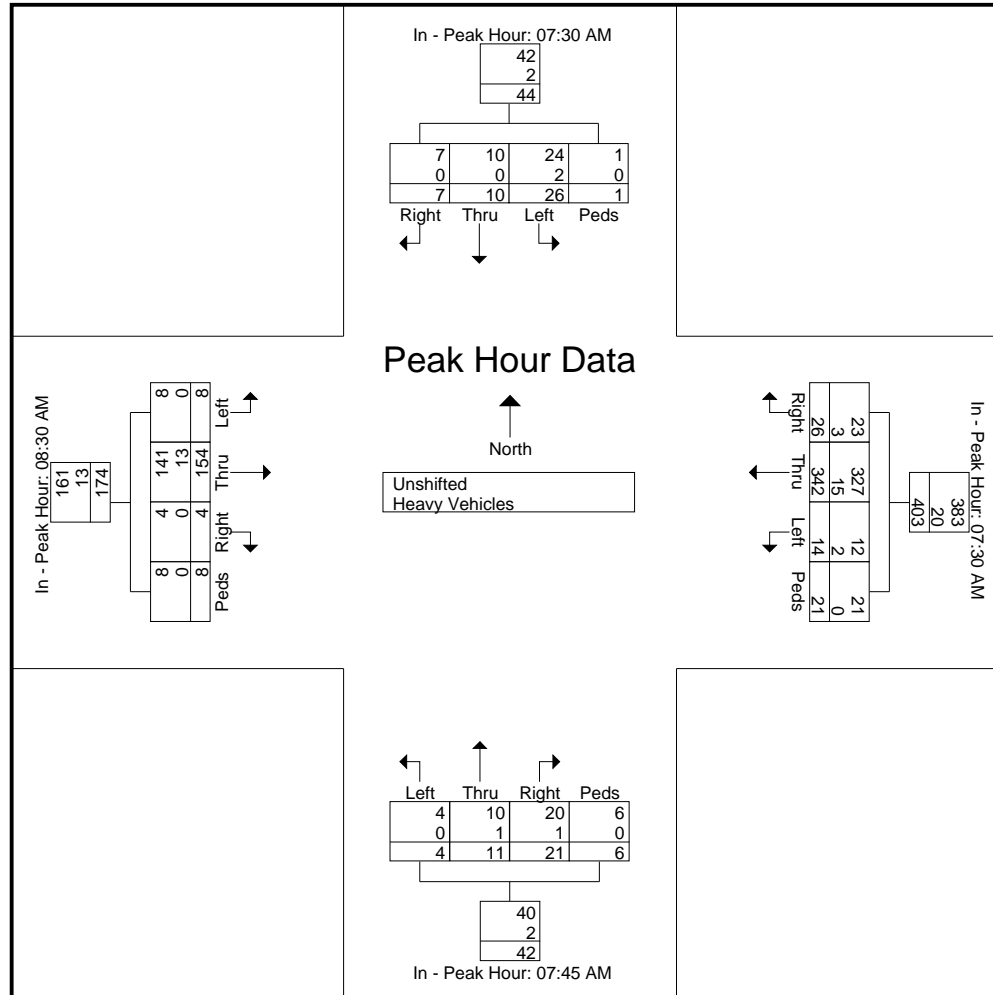 In - Peak Hour: 07:30 AM
42
2
44
7 10 24 1
0 0 2 0
7 10 26 1
Right Thru Left Peds
Peak Hour Data
North
Unshifted
Heavy Vehicles
In - Peak Hour: 08:30 AM
161
13
174
8 0 8 Left
141 13 154 Thru
4 0 4 Right
8 0 8 Peds
Right 26 3 23
Thru 342 15 327
Left 14 2 12
Peds 21 0 21
383
20
403
In - Peak Hour: 07:30 AM
Left Thru Right Peds
4 10 20 6
0 1 1 0
4 11 21 6
40
2
42
In - Peak Hour: 07:45 AM